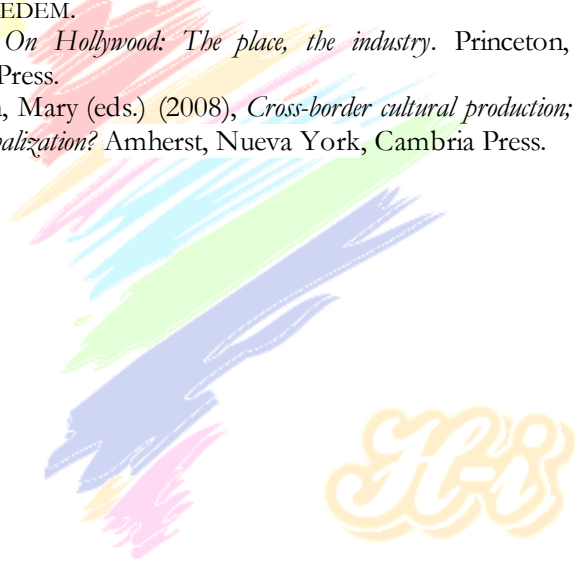 EDEM.
On Hollywood: The place, the industry. Princeton,
Press.
, Mary (eds.) (2008), Cross-border cultural production;
balization? Amherst, Nueva York, Cambria Press.
H-i